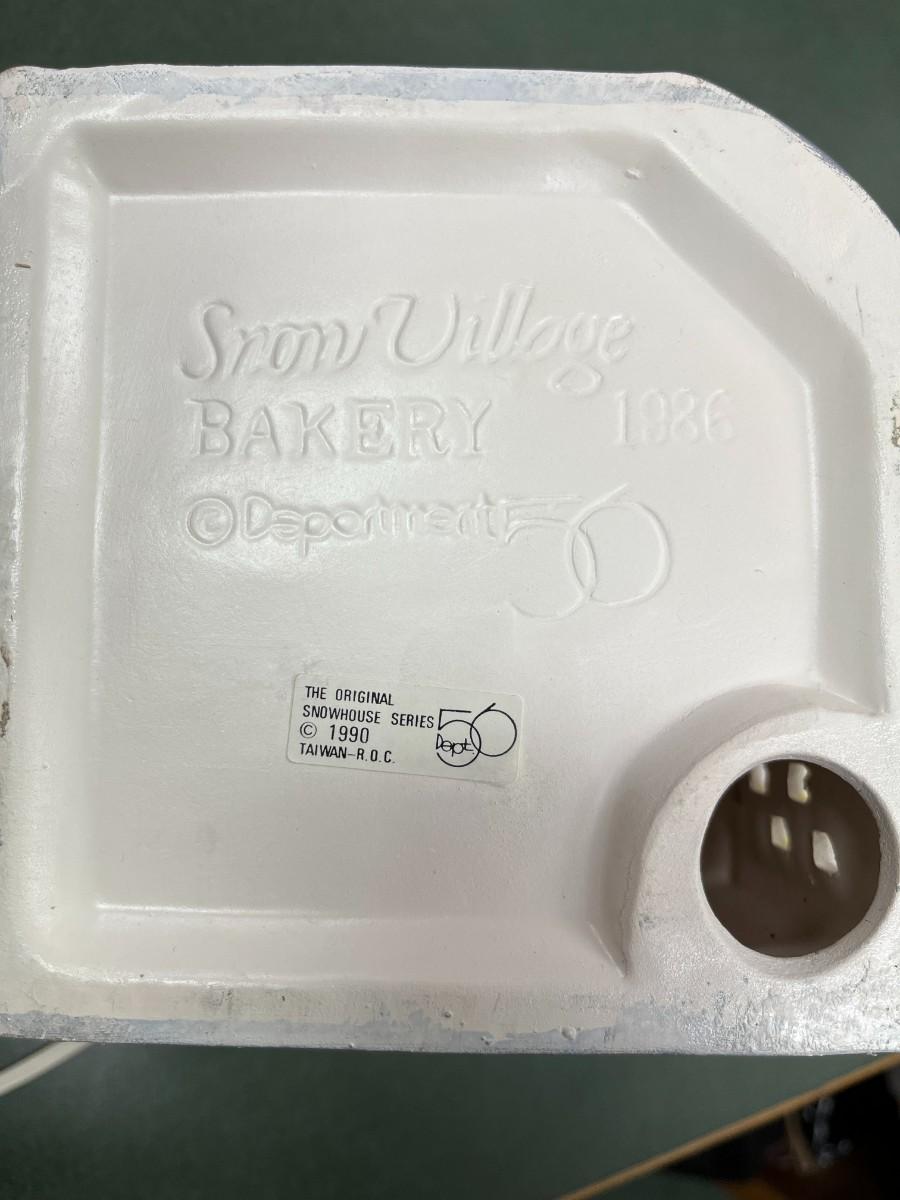 Snow Village
BAKERY 1986
©Department 56
THE ORIGINAL
SNOWHOUSE SERIES
© 1990
TAIWAN-R.O.C.
56
Dept.